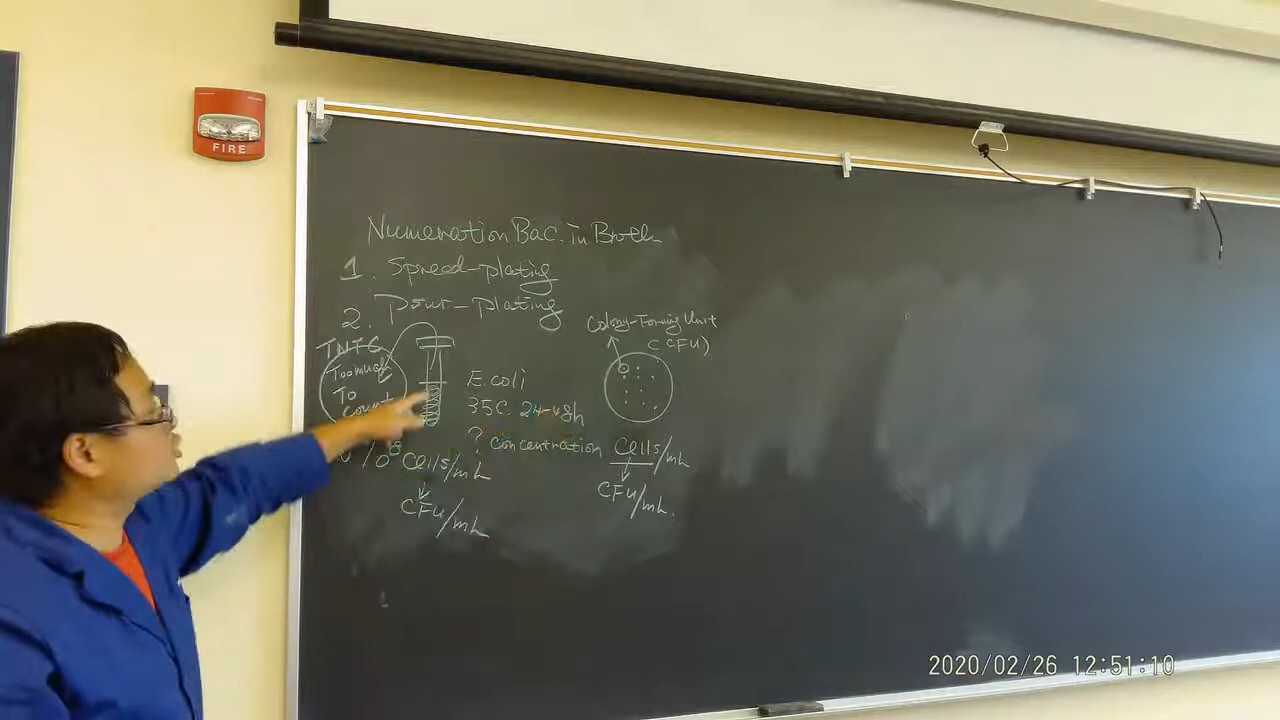 FIRE
Numeration Bac. in Broth
1. Spread-plating
2. Pour-plating
TNTC
Too much
To
count
E. coli
35C. 24-48h
? concentration
Cells/mL
CFU/mL.
Colony-Forming Unit
(CFU)
10^8 Cells/mL
CFU/mL
2020/02/26 12:51:10